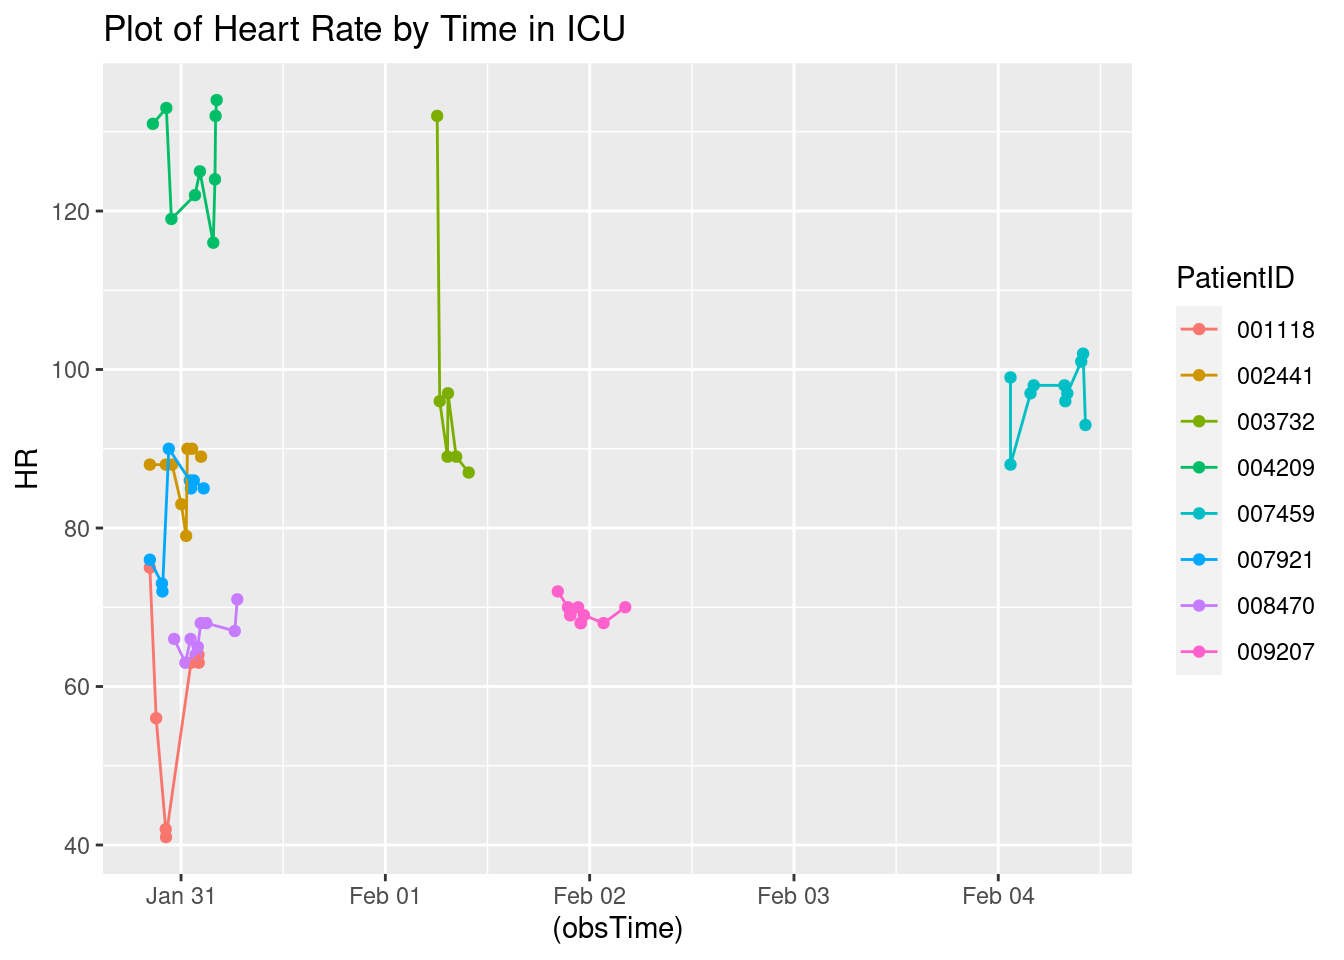 Plot of Heart Rate by Time in ICU
HR
120
100
80
60
40
Jan 31
Feb 01
Feb 02
Feb 03
Feb 04
(obsTime)
PatientID
001118
002441
003732
004209
007459
007921
008470
009207